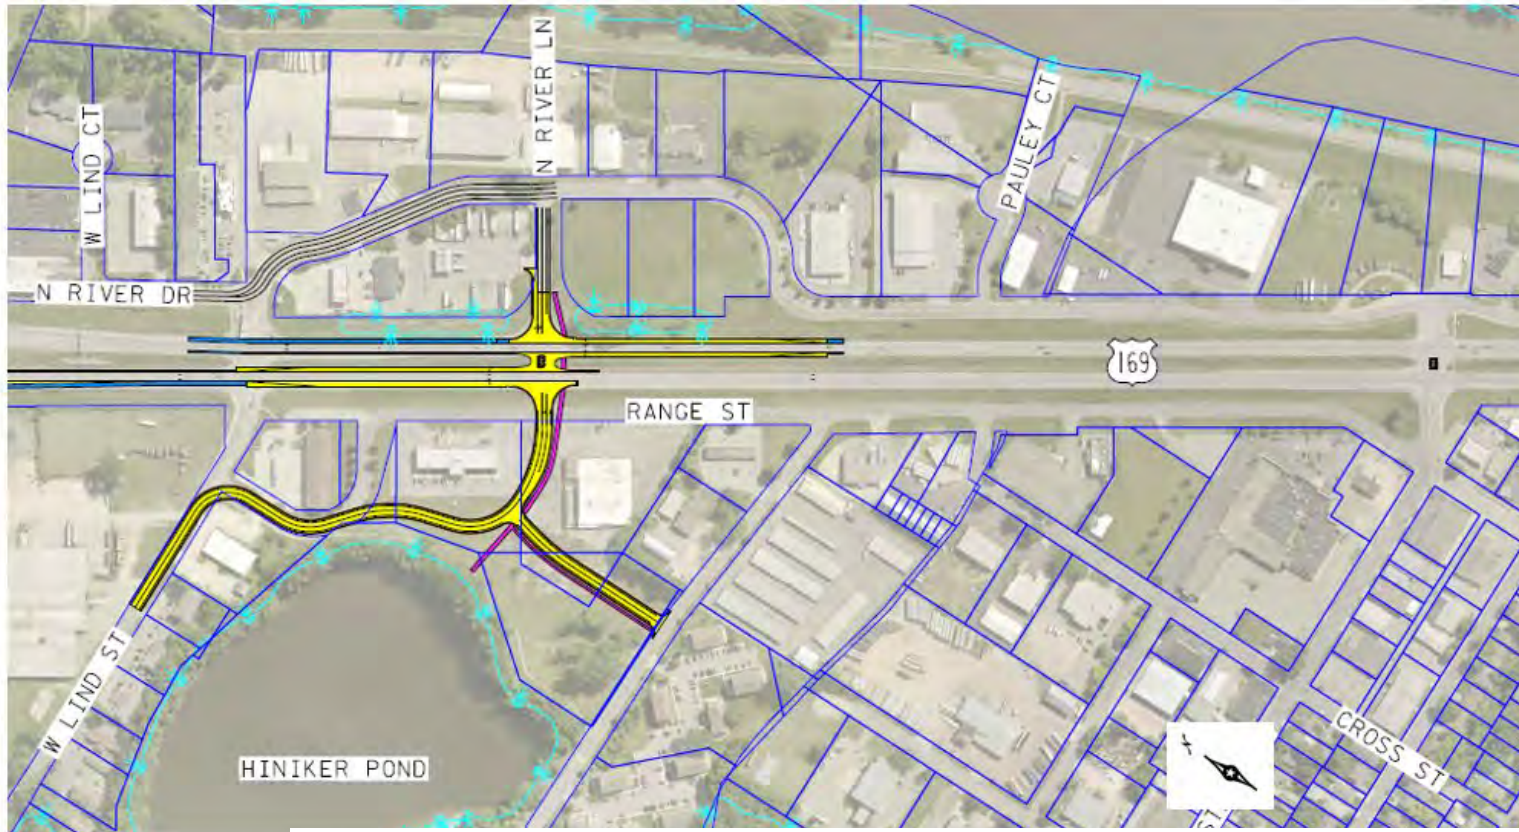 N RIVER LN
W LIND CT
PAULEY CT
N RIVER DR
169
RANGE ST
W LIND ST
HINIKER POND
CROSS ST